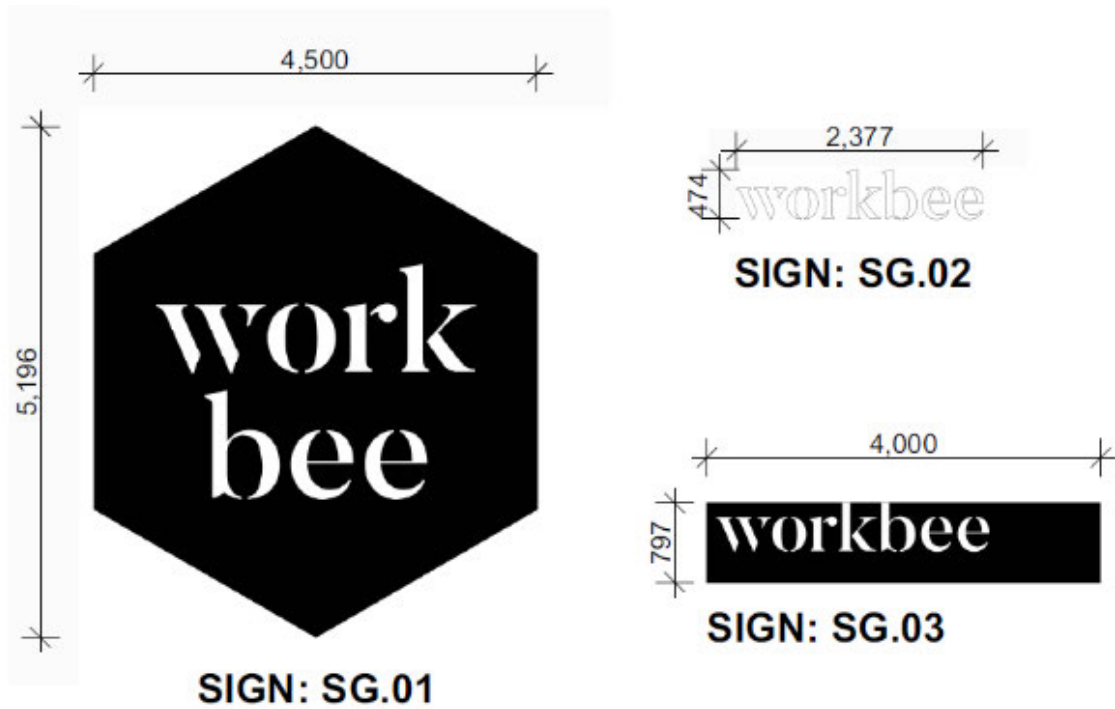 4,500
5,196
work
bee
SIGN: SG.01
2,377
474
workbee
SIGN: SG.02
4,000
797
workbee
SIGN: SG.03